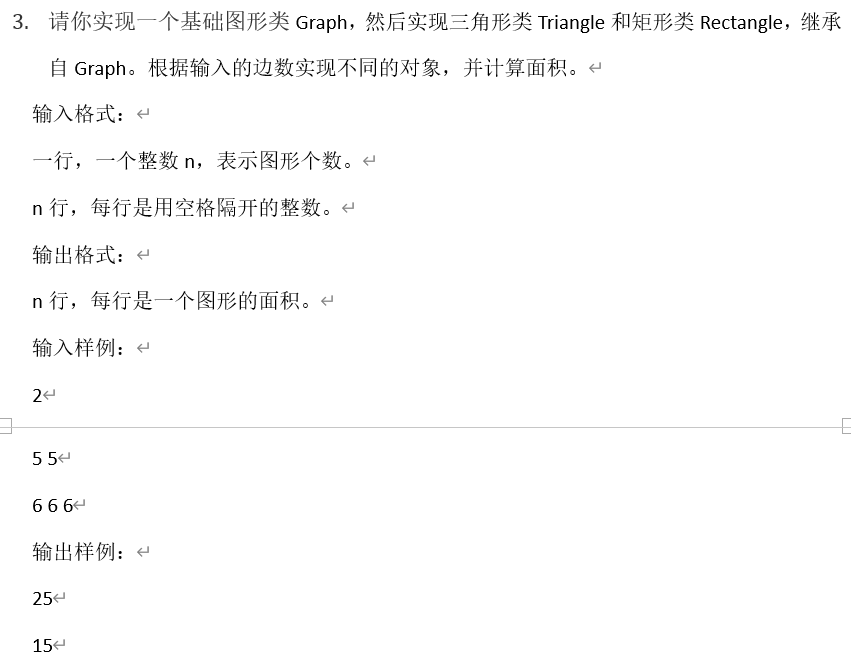 3. 请你实现一个基础图形类 Graph，然后实现三角形类 Triangle 和矩形类 Rectangle，继承
自 Graph。根据输入的边数实现不同的对象，并计算面积。
输入格式：
一行，一个整数 n，表示图形个数。
n 行，每行是用空格隔开的整数。
输出格式：
n 行，每行是一个图形的面积。
输入样例：
2
5 5
6 6 6
输出样例：
25
15